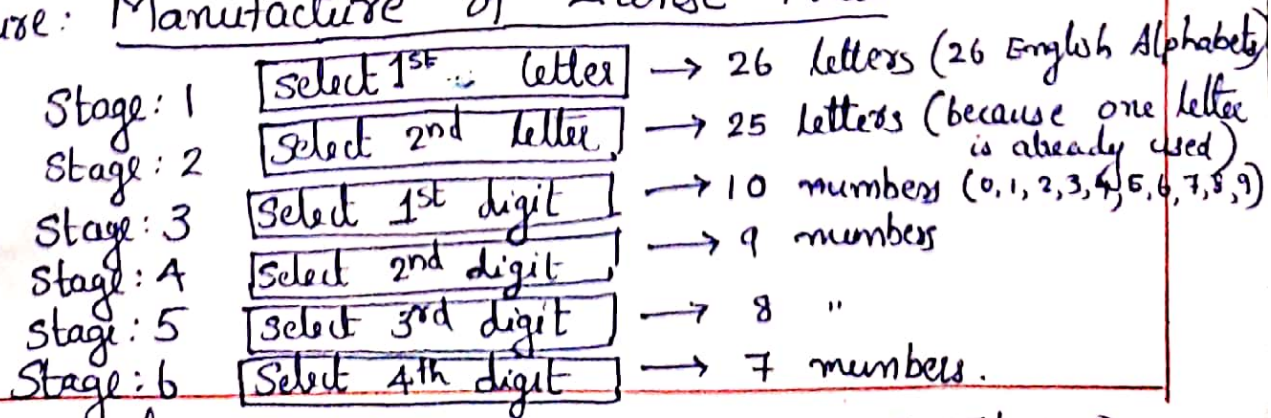 Manufacture of
Stage: 1 Select 1st letter → 26 letters (26 English Alphabets)
Stage: 2 Select 2nd letter → 25 letters (because one letter is already used)
Stage: 3 Select 1st digit → 10 numbers (0,1,2,3,4,5,6,7,8,9)
Stage: 4 Select 2nd digit → 9 numbers
Stage: 5 Select 3rd digit → 8 "
Stage: 6 Select 4th digit → 7 numbers.